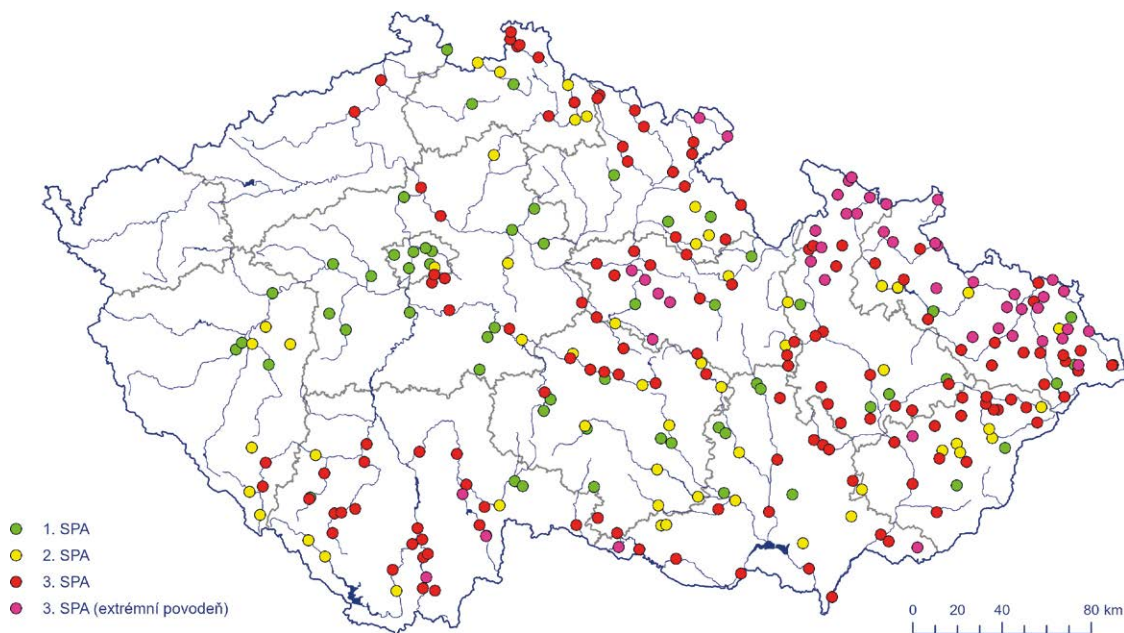 1. SPA
2. SPA
3. SPA
3. SPA (extrémní povodeň)
0 20 40 80 km